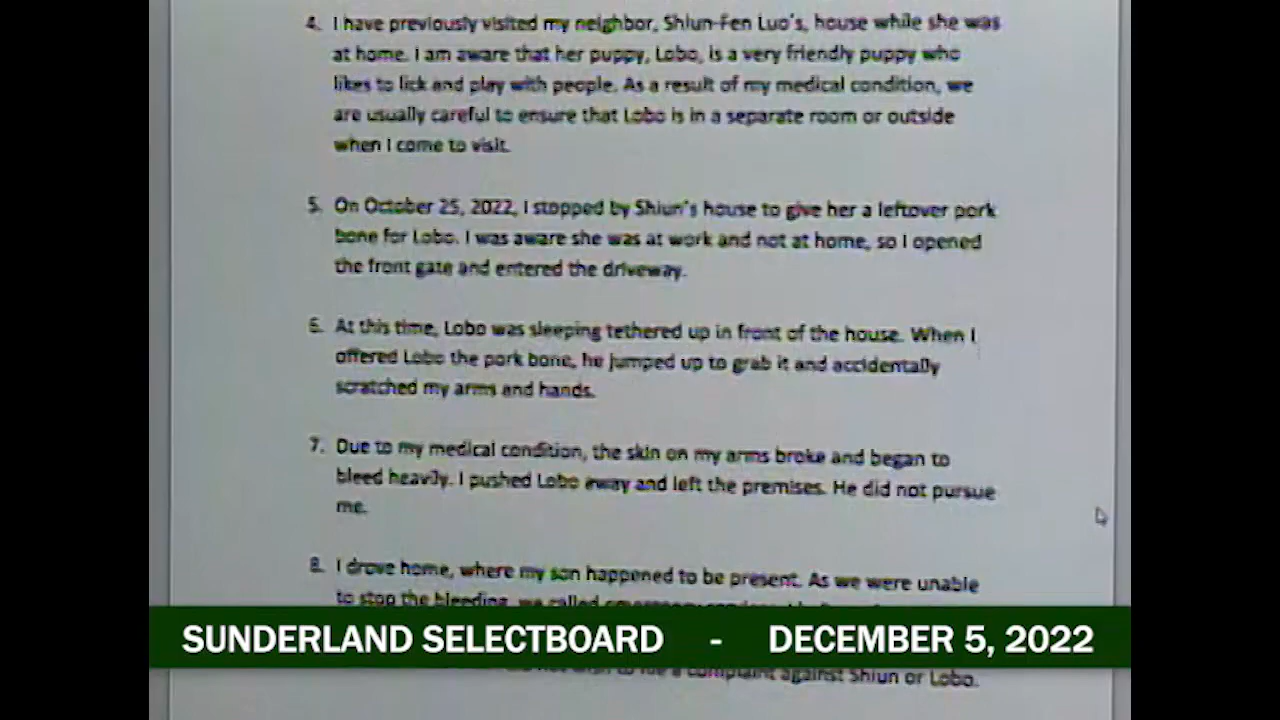 4. I have previously visited my neighbor, Shiun-Fen Luo's, house while she was
at home. I am aware that her puppy, Lobo, is a very friendly puppy who
likes to lick and play with people. As a result of my medical condition, we
are usually careful to ensure that Lobo is in a separate room or outside
when I come to visit.
5. On October 25, 2022, I stopped by Shiun's house to give her a leftover pork
bone for Lobo. I was aware she was at work and not at home, so I opened
the front gate and entered the driveway.
6. At this time, Lobo was sleeping tethered up in front of the house. When I
offered Lobo the pork bone, he jumped up to grab it and accidentally
scratched my arms and hands.
7. Due to my medical condition, the skin on my arms broke and began to
bleed heavily. I pushed Lobo away and left the premises. He did not pursue
me.
8. I drove home, where my son happened to be present. As we were unable
to stop the bleeding, we called
SUNDERLAND SELECTBOARD - DECEMBER 5, 2022
complaint against Shiun or Lobo.